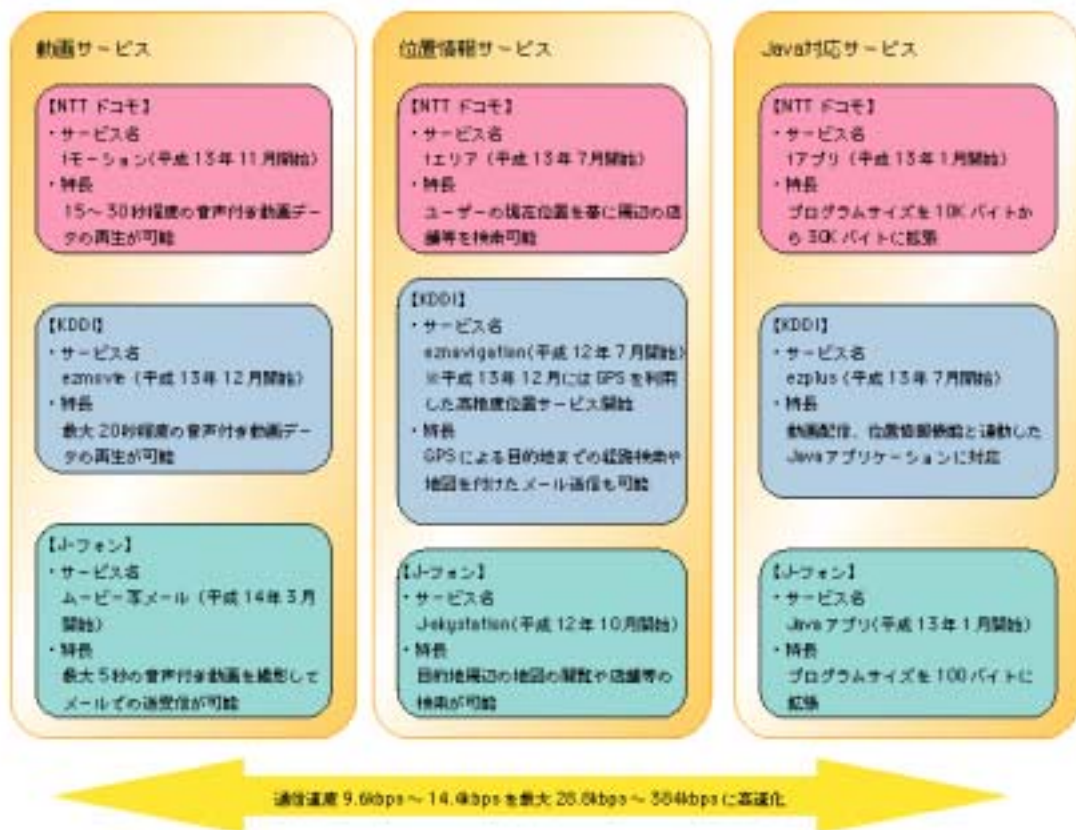 動画サービス
【NTTドコモ】
・サービス名
iモーション(平成13年11月開始)
・特長
15〜30秒程度の音声付き動画デー
タの再生が可能
【KDDI】
・サービス名
ezmovie(平成13年12月開始)
・特長
最大20秒程度の音声付き動画デー
タの再生が可能
【J-フォン】
・サービス名
ムービー写メール(平成14年3月
開始)
・特長
最大5秒の音声付き動画を撮影して
メールでの送受信が可能
位置情報サービス
【NTTドコモ】
・サービス名
iエリア(平成13年7月開始)
・特長
ユーザーの現在位置を基に周辺の店
舗等を検索可能
【KDDI】
・サービス名
eznavigation(平成12年7月開始)
※平成13年12月にはGPSを利用
した高精度位置サービス開始
・特長
GPSによる目的地までの経路検索や
地図を付けたメール送信も可能
【J-フォン】
・サービス名
J-skystation(平成12年10月開始)
・特長
目的地周辺の地図の閲覧や店舗等の
検索が可能
Java対応サービス
【NTTドコモ】
・サービス名
iアプリ(平成13年1月開始)
・特長
プログラムサイズを10Kバイトか
ら30Kバイトに拡張
【KDDI】
・サービス名
ezplus(平成13年7月開始)
・特長
動画配信、位置情報機能と連動した
Javaアプリケーションに対応
【J-フォン】
・サービス名
Javaアプリ(平成13年1月開始)
・特長
プログラムサイズを100バイトに
拡張
通信速度9.6kbps〜14.4kbpsを最大28.8kbps〜384kbpsに高速化